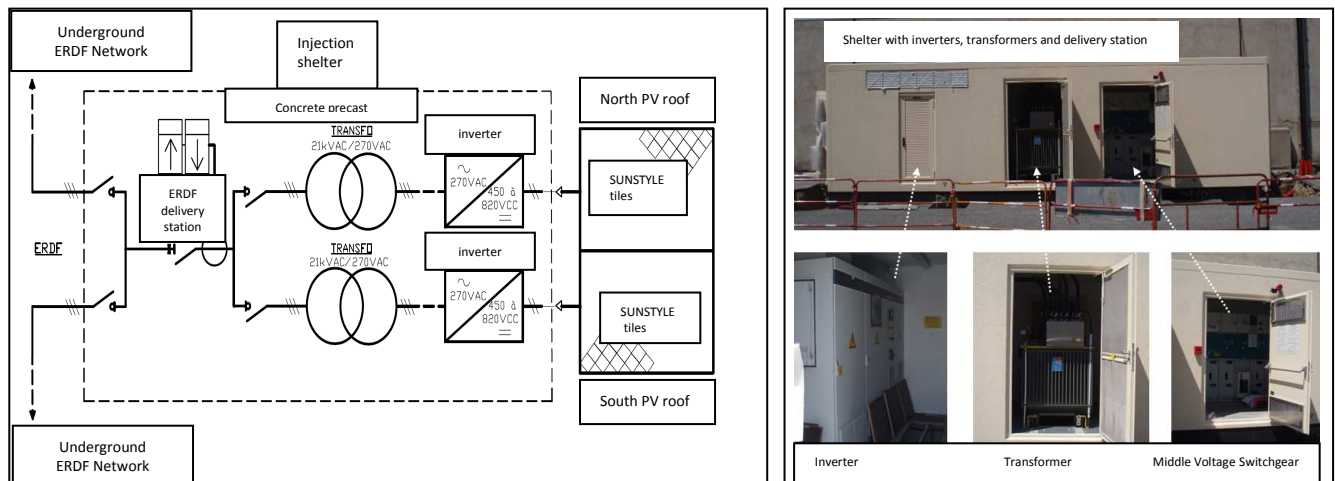 Underground
ERDF Network
Injection
shelter
Concrete precast
North PV roof
TRANSFO
21kVAC/270VAC
inverter
270VAC
450 à
820VCC
SUNSTYLE
tiles
ERDF
delivery
station
ERDF
TRANSFO
21kVAC/270VAC
inverter
270VAC
450 à
820VCC
SUNSTYLE
tiles
South PV roof
Underground
ERDF Network
Shelter with inverters, transformers and delivery station
Inverter
Transformer
Middle Voltage Switchgear